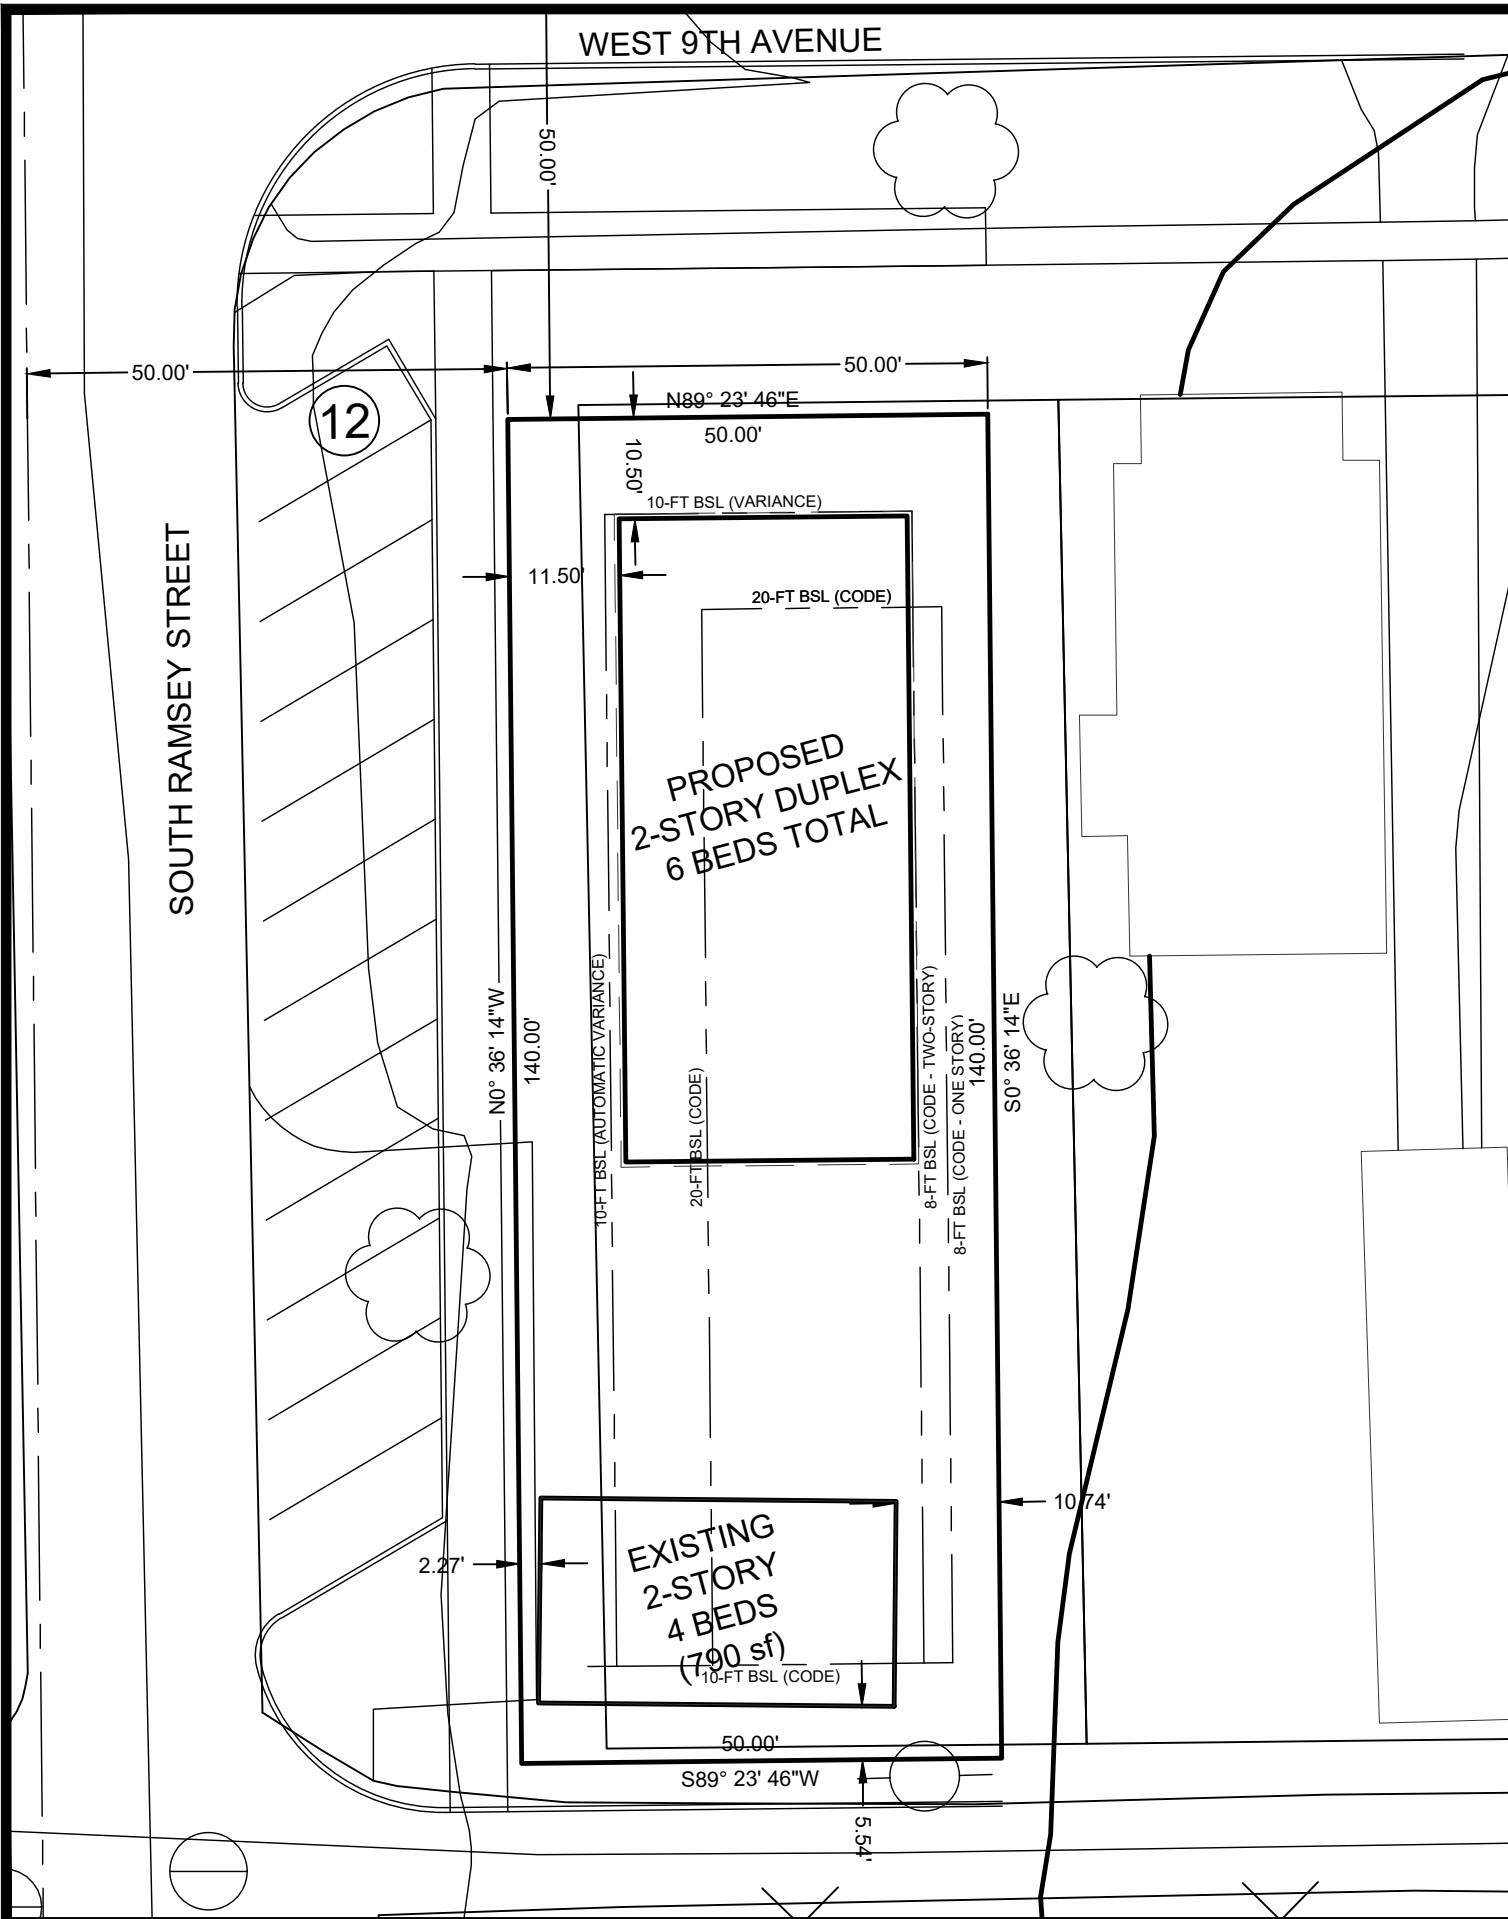 WEST 9TH AVENUE
50.00'
50.00'
50.00'
N89° 23' 46"E
50.00'
12
10.50'
10-FT BSL (VARIANCE)
11.50'
20-FT BSL (CODE)
SOUTH RAMSEY STREET
PROPOSED
2-STORY DUPLEX
6 BEDS TOTAL
N0° 36' 14"W
140.00'
10-FT BSL (AUTOMATIC VARIANCE)
20-FT BSL (CODE)
8-FT BSL (CODE - TWO-STORY)
8-FT BSL (CODE - ONE STORY)
140.00'
S0° 36' 14"E
10.74'
2.27'
EXISTING
2-STORY
4 BEDS
(790 sf)
10-FT BSL (CODE)
50.00'
S89° 23' 46"W
5.54'